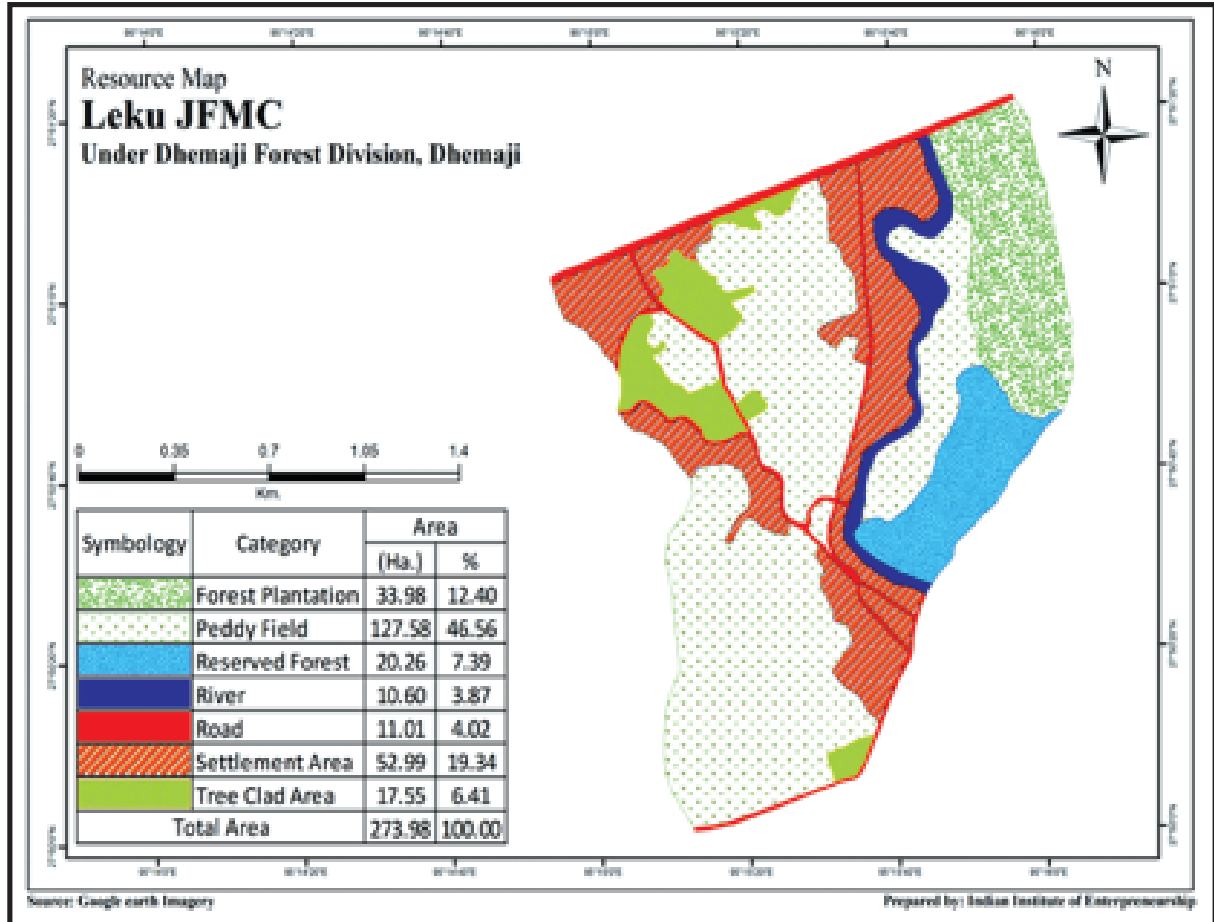 Resource Map
Leku JFMC
Under Dhemaji Forest Division, Dhemaji
N
0 0.35 0.7 1.05 1.4
Km.
Symbology Category Area
(Ha.) %
Forest Plantation 33.98 12.40
Peddy Field 127.58 46.56
Reserved Forest 20.26 7.39
River 10.60 3.87
Road 11.01 4.02
Settlement Area 52.99 19.34
Tree Clad Area 17.55 6.41
Total Area 273.98 100.00
Source: Google earth Imagery
Prepared by: Indian Institute of Enterpreneurship